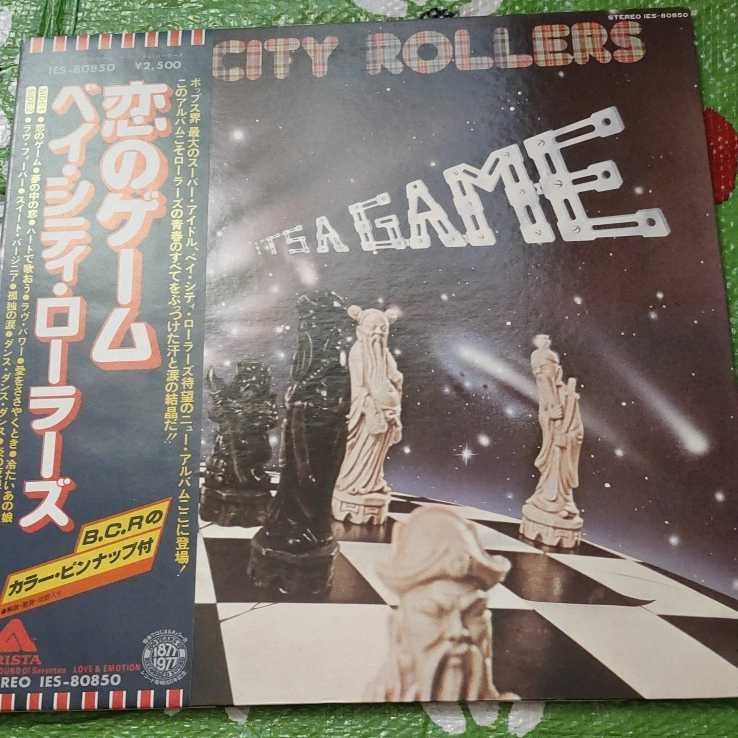 STEREO IES-80850
CITY ROLLERS
IT'S A GAME
IES-80850
¥2,500
恋のゲーム
ベイ・シティ・ローラーズ
ポップス界最大のスーパー・アイドル、ベイ・シティ・ローラーズ待望のニュー・アルバムここに登場!
このアルバムこそローラーズの青春のすべてをぶっつけた汗と涙の結晶だ!!
●恋のゲーム●夢の中の恋●ハートで歌おう●ラヴ・パワー●愛をささやくとき●冷たいあの娘
●ラヴ・フィーバー●スイート・バージニア●孤独の涙●ダンス・ダンス・ダンス
B.C.Rの
カラー・ピンナップ付
RISTA
SOUND Of Seventies LOVE & EMOTION
1877
1977
REO IES-80850